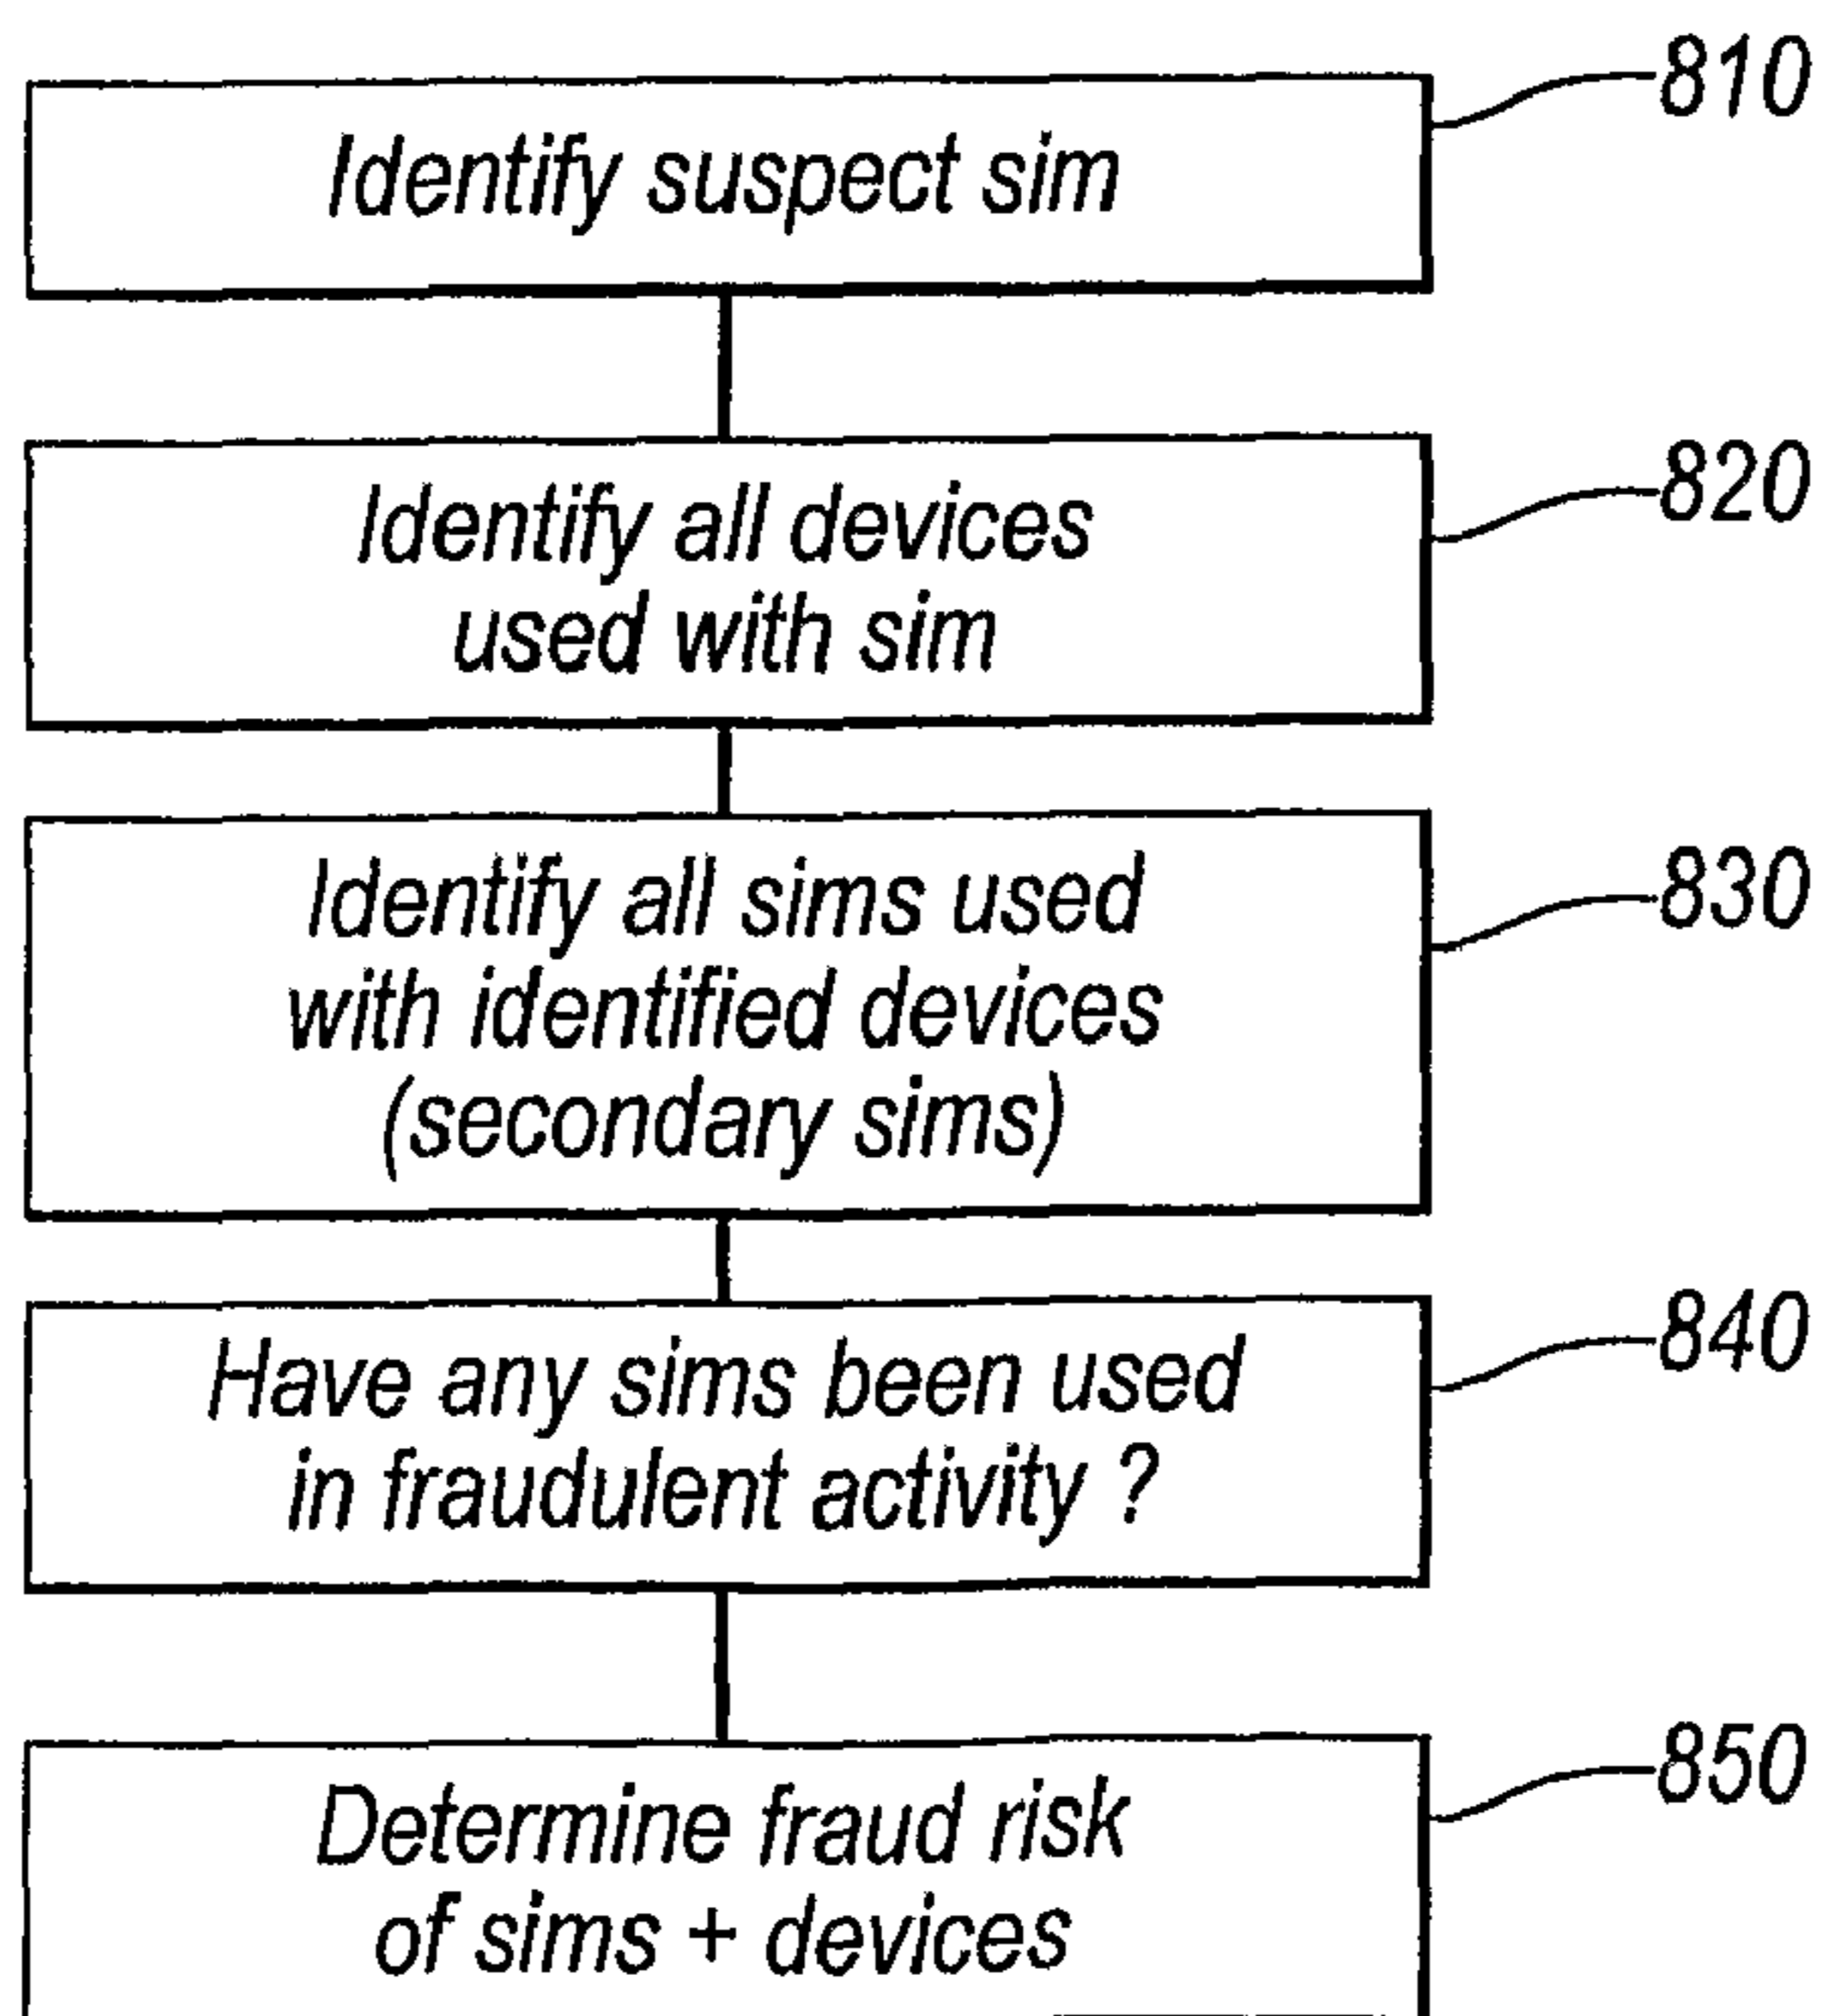 810
Identify suspect sim
820
Identify all devices
used with sim
830
Identify all sims used
with identified devices
(secondary sims)
840
Have any sims been used
in fraudulent activity ?
850
Determine fraud risk
of sims + devices